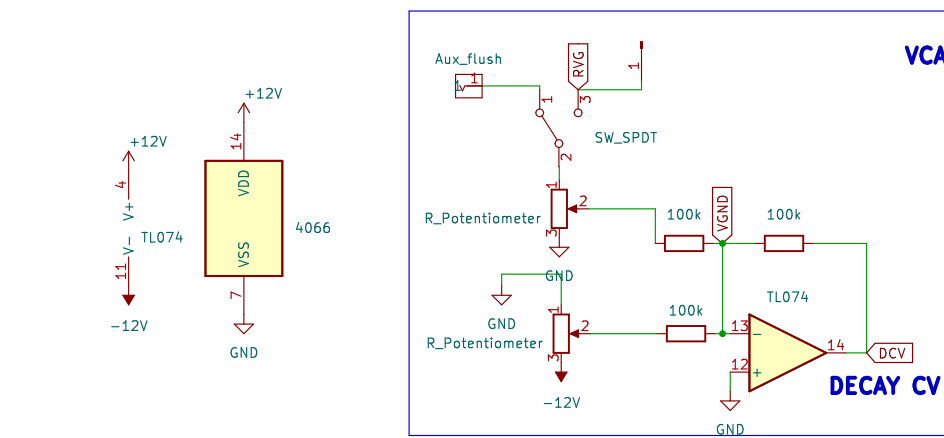 VCA
Aux_flush
1
1
RVG
1
1
3
SW_SPDT
2
+12V
14
VDD
VSS
4066
7
GND
+12V
4
V+
TL074
V-
11
-12V
1
R_Potentiometer
2
3
GND
100k
VGND
100k
GND
1
R_Potentiometer
2
3
-12V
100k
TL074
13
-
14
DCV
12
+
GND
DECAY CV